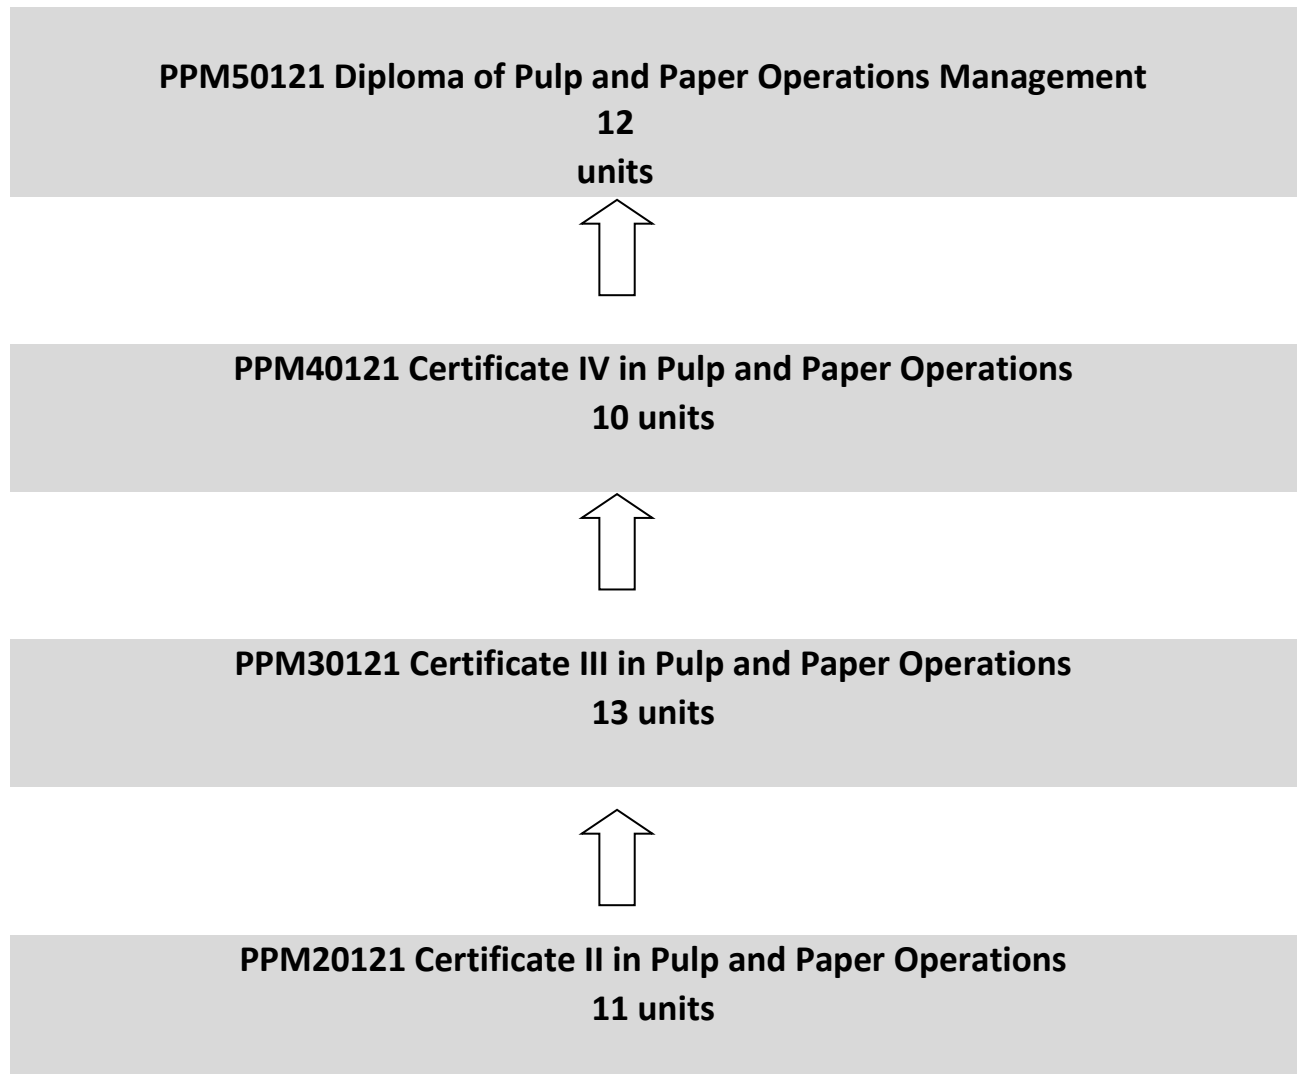 PPM50121 Diploma of Pulp and Paper Operations Management
12
units
PPM40121 Certificate IV in Pulp and Paper Operations
10 units
PPM30121 Certificate III in Pulp and Paper Operations
13 units
PPM20121 Certificate II in Pulp and Paper Operations
11 units